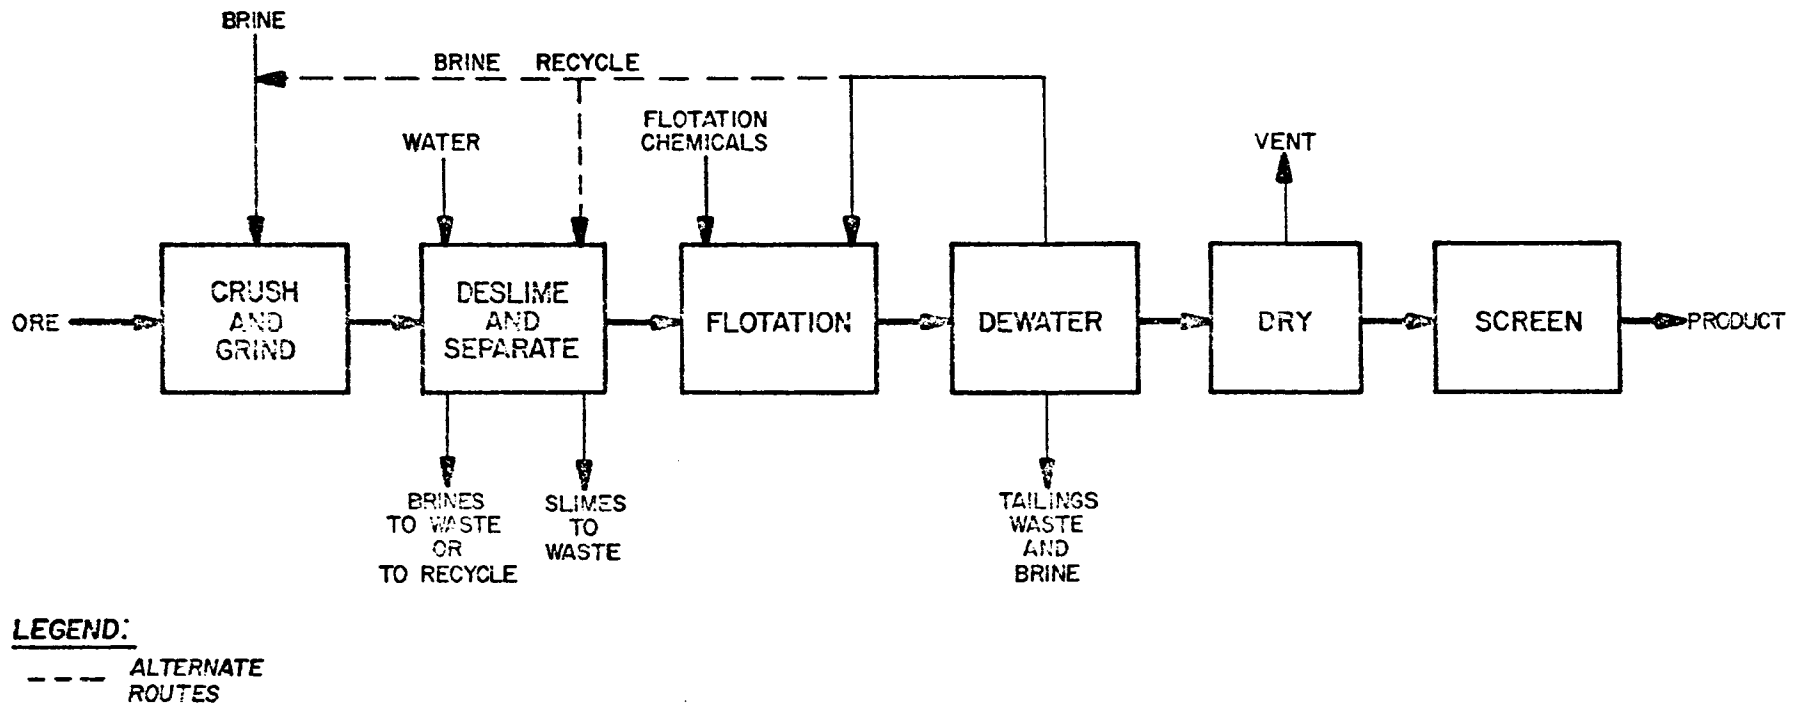 BRINE
BRINE RECYCLE
WATER
FLOTATION
CHEMICALS
VENT
ORE
CRUSH
AND
GRIND
DESLIME
AND
SEPARATE
FLOTATION
DEWATER
DRY
SCREEN
PRODUCT
BRINES
TO WASTE
OR
TO RECYCLE
SLIMES
TO
WASTE
TAILINGS
WASTE
AND
BRINE
LEGEND:
ALTERNATE
ROUTES